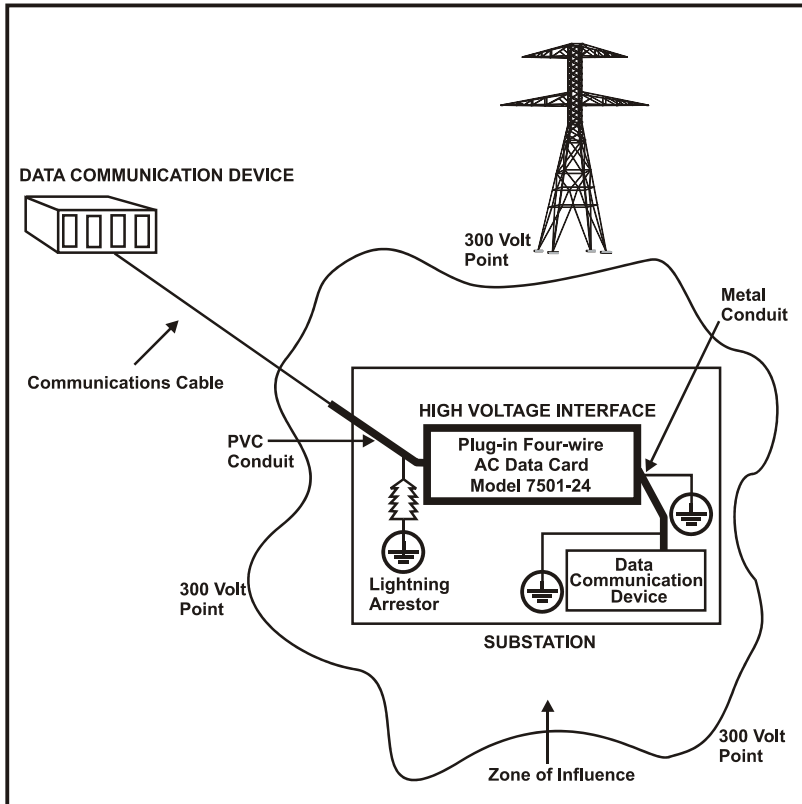 DATA COMMUNICATION DEVICE
300 Volt
Point
Metal
Conduit
Communications Cable
HIGH VOLTAGE INTERFACE
PVC
Conduit
Plug-in Four-wire
AC Data Card
Model 7501-24
Lightning
Arrestor
Data
Communication
Device
300 Volt
Point
SUBSTATION
300 Volt
Point
Zone of Influence